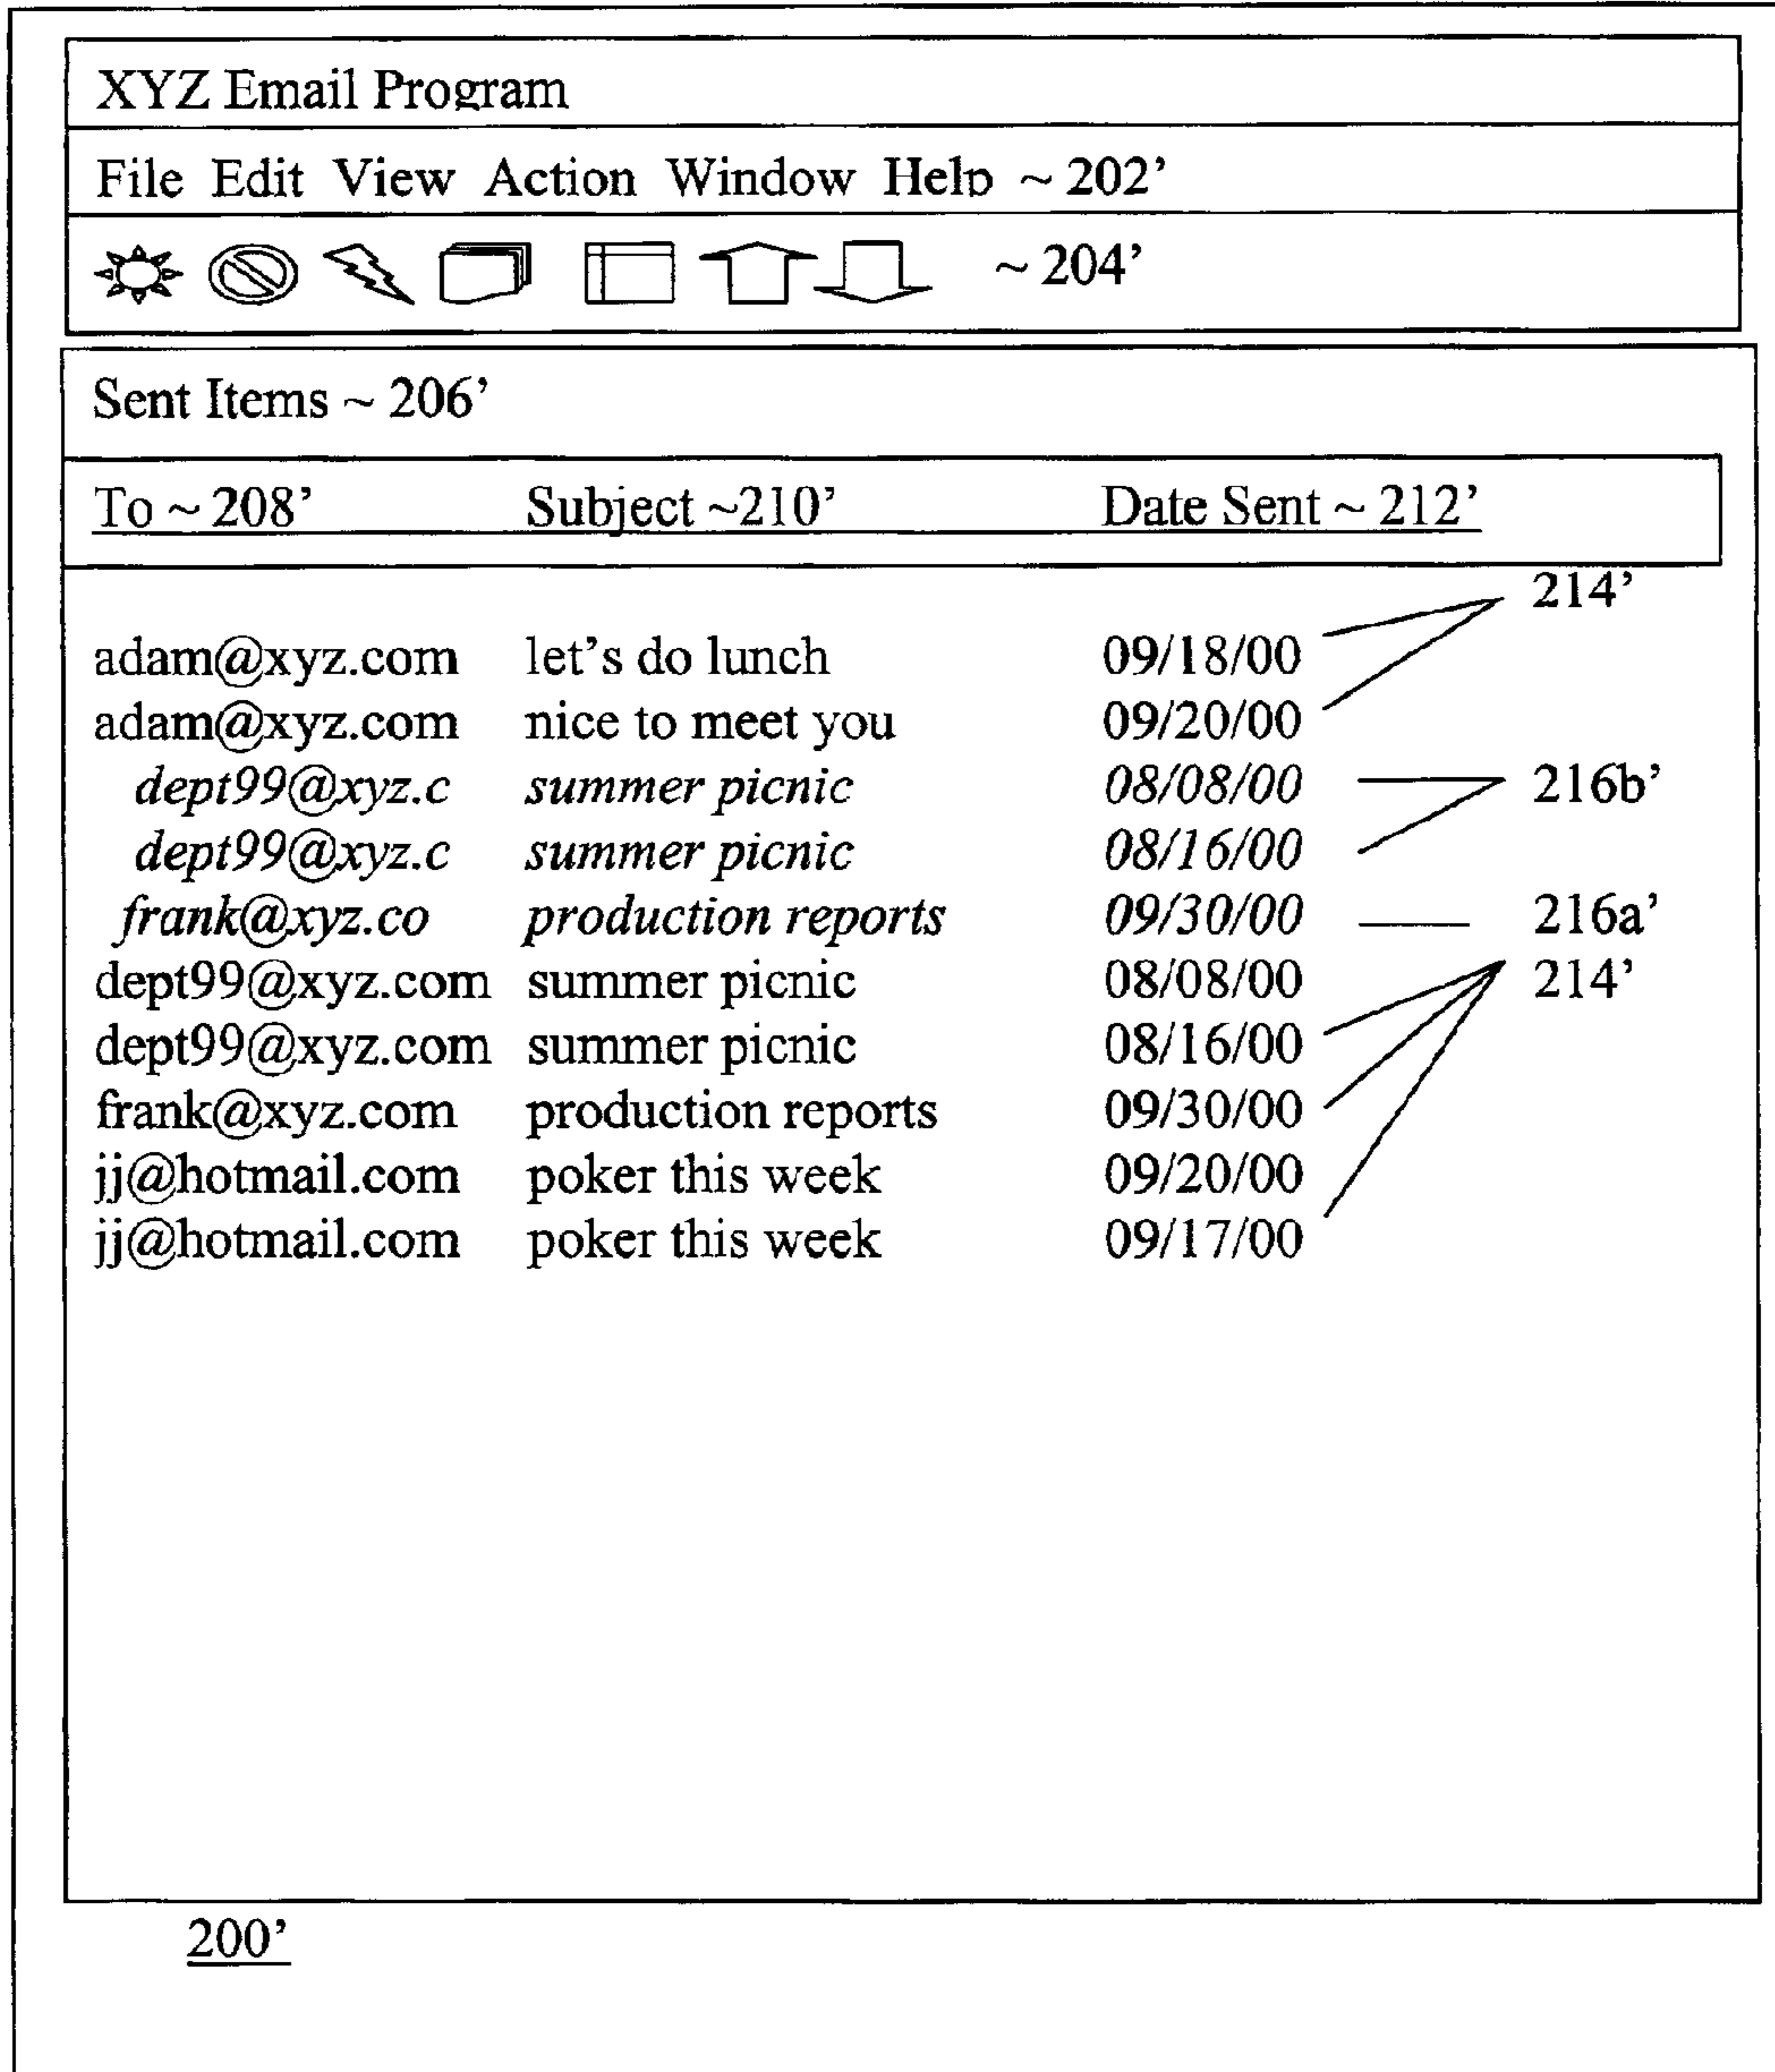 XYZ Email Program
File Edit View Action Window Help ~ 202’
~ 204’
Sent Items ~ 206’
To ~ 208’ Subject ~210’ Date Sent ~ 212’
214’
adam@xyz.com let's do lunch 09/18/00
adam@xyz.com nice to meet you 09/20/00
dept99@xyz.c summer picnic 08/08/00 216b’
dept99@xyz.c summer picnic 08/16/00
frank@xyz.co production reports 09/30/00 216a’
dept99@xyz.com summer picnic 08/08/00 214’
dept99@xyz.com summer picnic 08/16/00
frank@xyz.com production reports 09/30/00
jj@hotmail.com poker this week 09/20/00
jj@hotmail.com poker this week 09/17/00
200’